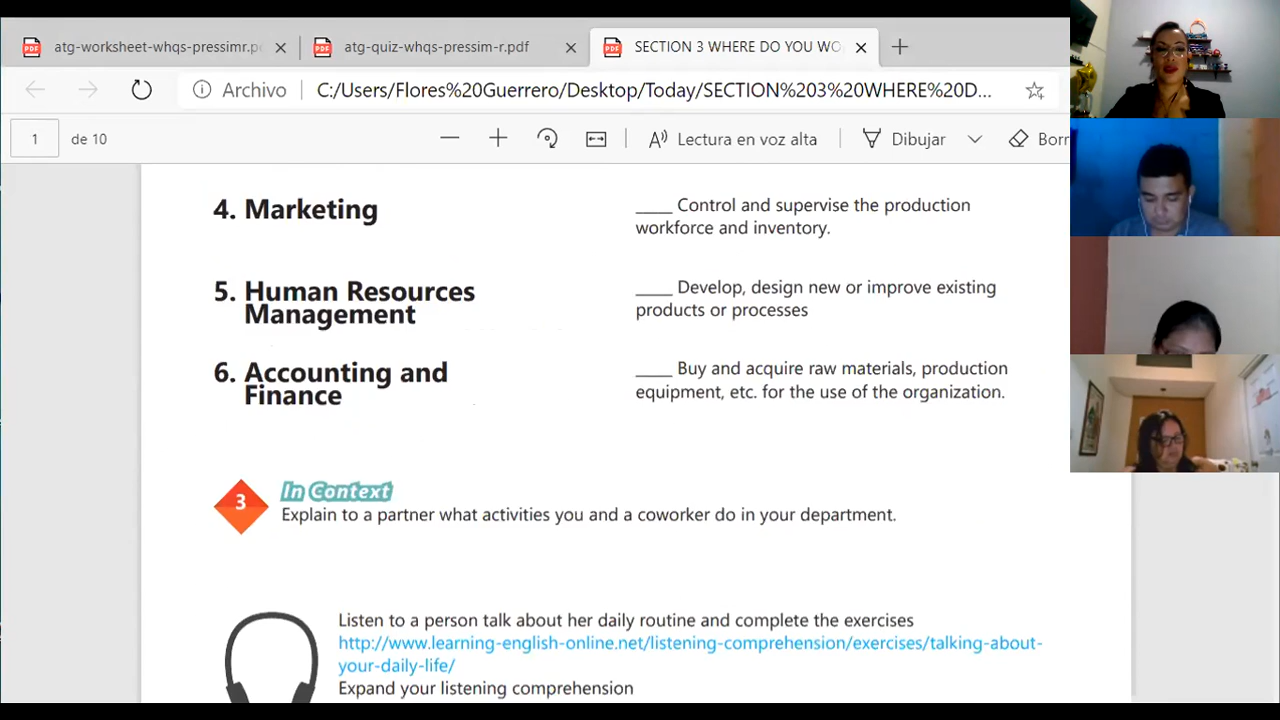 atg-worksheet-whqs-pressimr.p
atg-quiz-whqs-pressim-r.pdf
SECTION 3 WHERE DO YOU WO
Archivo
C:/Users/Flores%20Guerrero/Desktop/Today/SECTION%203%20WHERE%20D...
1
de 10
Lectura en voz alta
Dibujar
Borr
4. Marketing
____ Control and supervise the production
workforce and inventory.
5. Human Resources
Management
____ Develop, design new or improve existing
products or processes
6. Accounting and
Finance
____ Buy and acquire raw materials, production
equipment, etc. for the use of the organization.
3
In Context
Explain to a partner what activities you and a coworker do in your department.
Listen to a person talk about her daily routine and complete the exercises
http://www.learning-english-online.net/listening-comprehension/exercises/talking-about-
your-daily-life/
Expand your listening comprehension